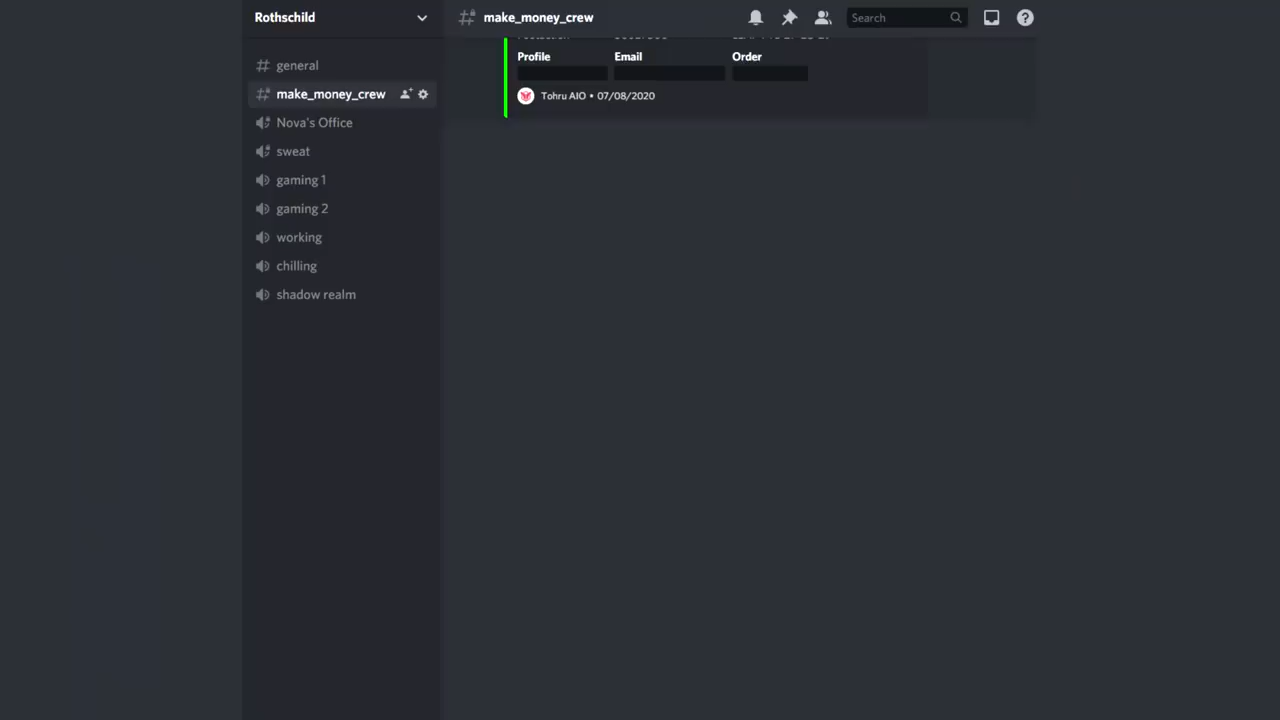 Rothschild
make_money_crew
Search
general
make_money_crew
Nova's Office
sweat
gaming 1
gaming 2
working
chilling
shadow realm
Profile Email Order
Tohru AIO • 07/08/2020